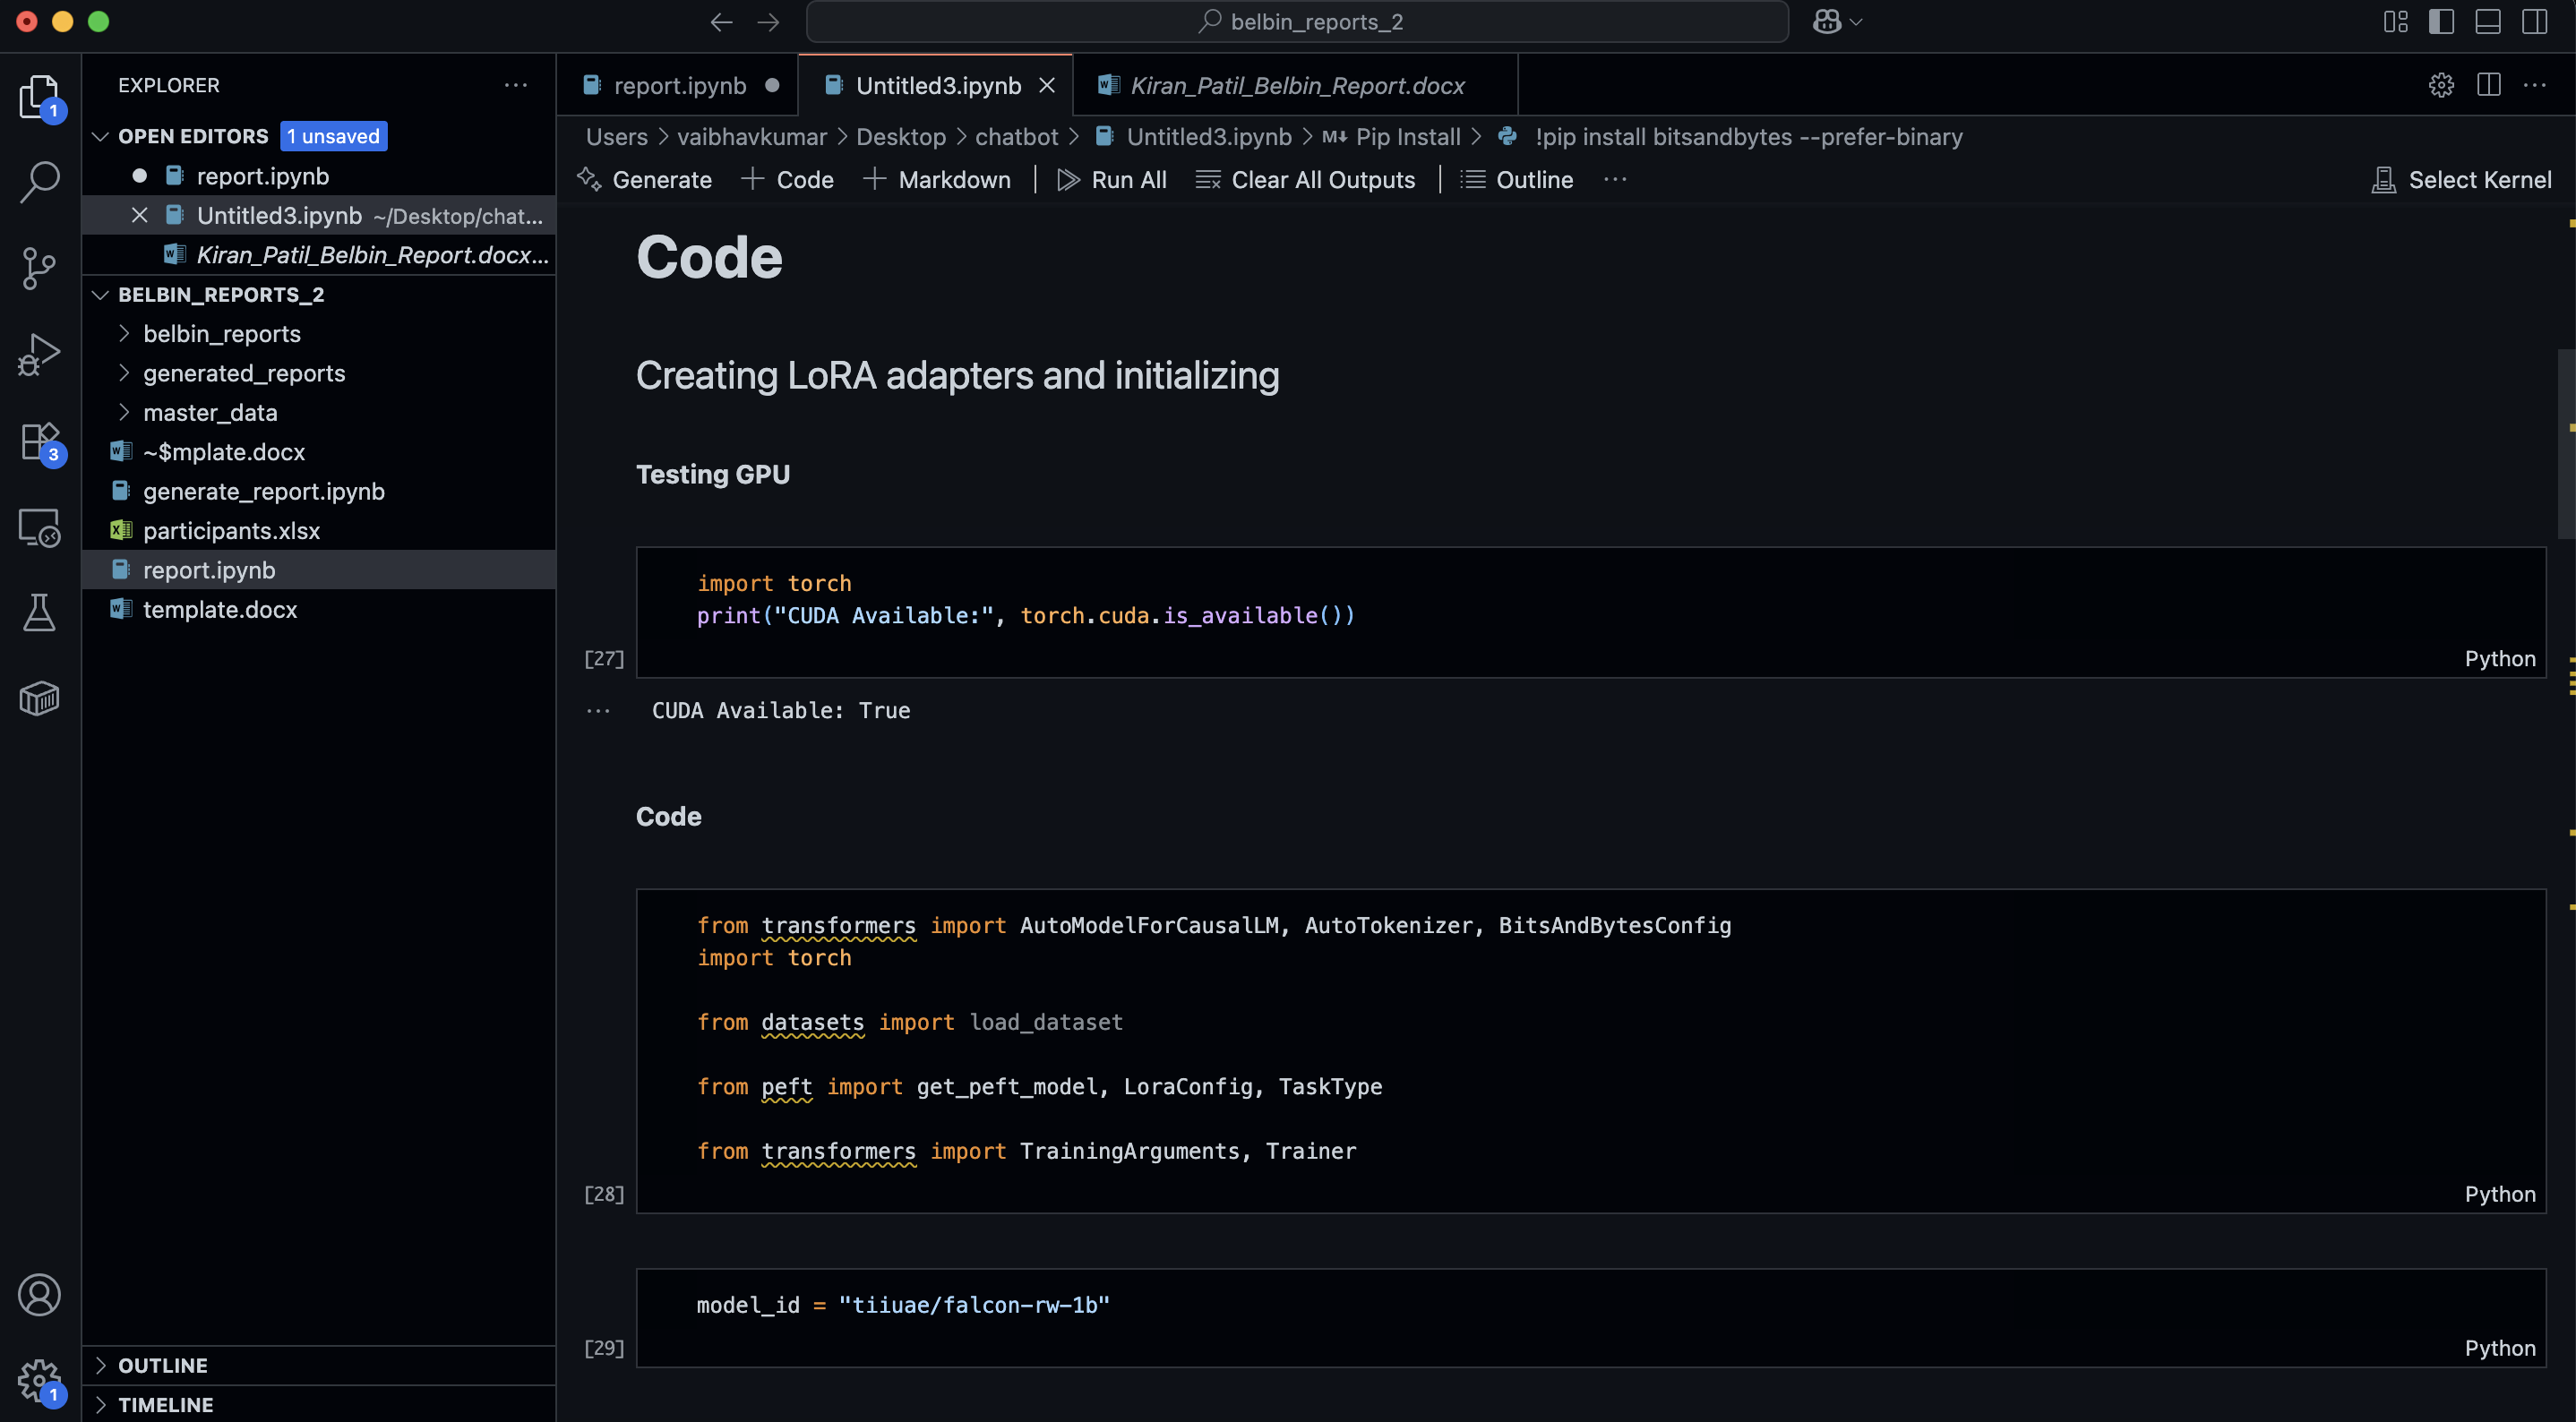 belbin_reports_2
EXPLORER
OPEN EDITORS 1 unsaved
report.ipynb
Untitled3.ipynb ~/Desktop/chat...
Kiran_Patil_Belbin_Report.docx...
BELBIN_REPORTS_2
belbin_reports
generated_reports
master_data
~$mplate.docx
generate_report.ipynb
participants.xlsx
report.ipynb
template.docx
OUTLINE
TIMELINE
1
3
1
report.ipynb Untitled3.ipynb Kiran_Patil_Belbin_Report.docx
Users > vaibhavkumar > Desktop > chatbot > Untitled3.ipynb > M↓ Pip Install > !pip install bitsandbytes --prefer-binary
Generate + Code + Markdown | Run All Clear All Outputs | Outline ... Select Kernel
Code
Creating LoRA adapters and initializing
Testing GPU
import torch
print("CUDA Available:", torch.cuda.is_available())
[27] Python
... CUDA Available: True
Code
from transformers import AutoModelForCausalLM, AutoTokenizer, BitsAndBytesConfig
import torch
from datasets import load_dataset
from peft import get_peft_model, LoraConfig, TaskType
from transformers import TrainingArguments, Trainer
[28] Python
model_id = "tiiuae/falcon-rw-1b"
[29] Python